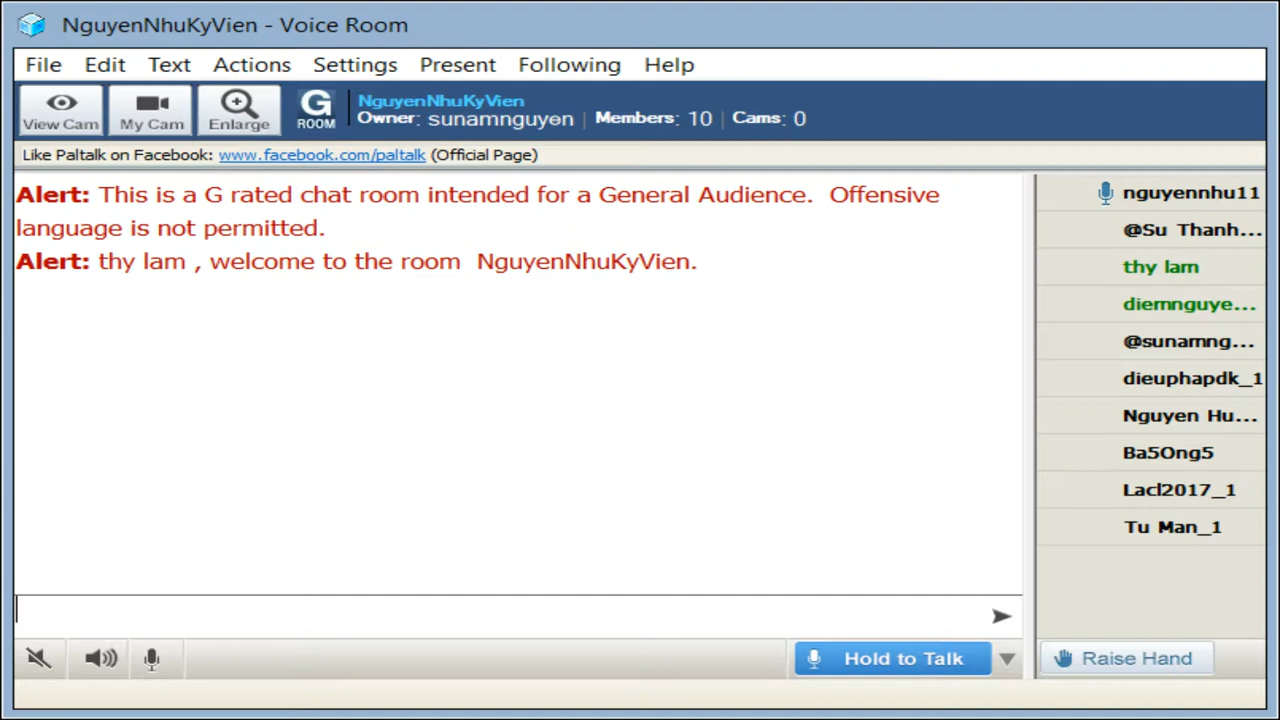 NguyenNhuKyVien - Voice Room
File Edit Text Actions Settings Present Following Help
View Cam My Cam Enlarge G ROOM
NguyenNhuKyVien
Owner: sunamnguyen Members: 10 Cams: 0
Like Paltalk on Facebook: www.facebook.com/paltalk (Official Page)
Alert: This is a G rated chat room intended for a General Audience. Offensive
language is not permitted.
Alert: thy lam , welcome to the room NguyenNhuKyVien.
nguyennhu11
@Su Thanh...
thy lam
diemnguye...
@sunamng...
dieuphapdk_1
Nguyen Hu...
Ba5Ong5
Lacl2017_1
Tu Man_1
Hold to Talk
Raise Hand